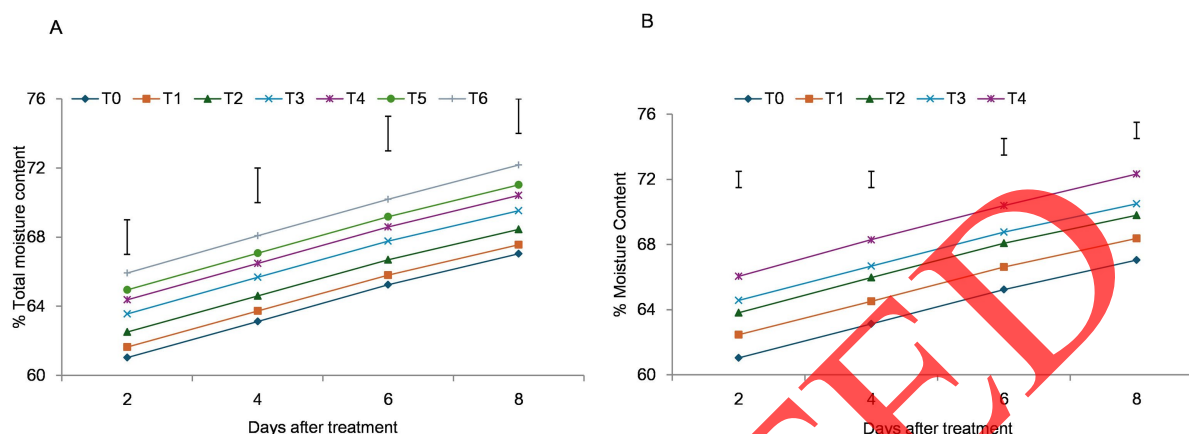 A
B
T0 T1 T2 T3 T4 T5 T6
T0 T1 T2 T3 T4
% Total moisture content
76
72
68
64
60
2 4 6 8
Days after treatment
% Moisture Content
76
72
68
64
60
2 4 6 8
Days after treatment
TED